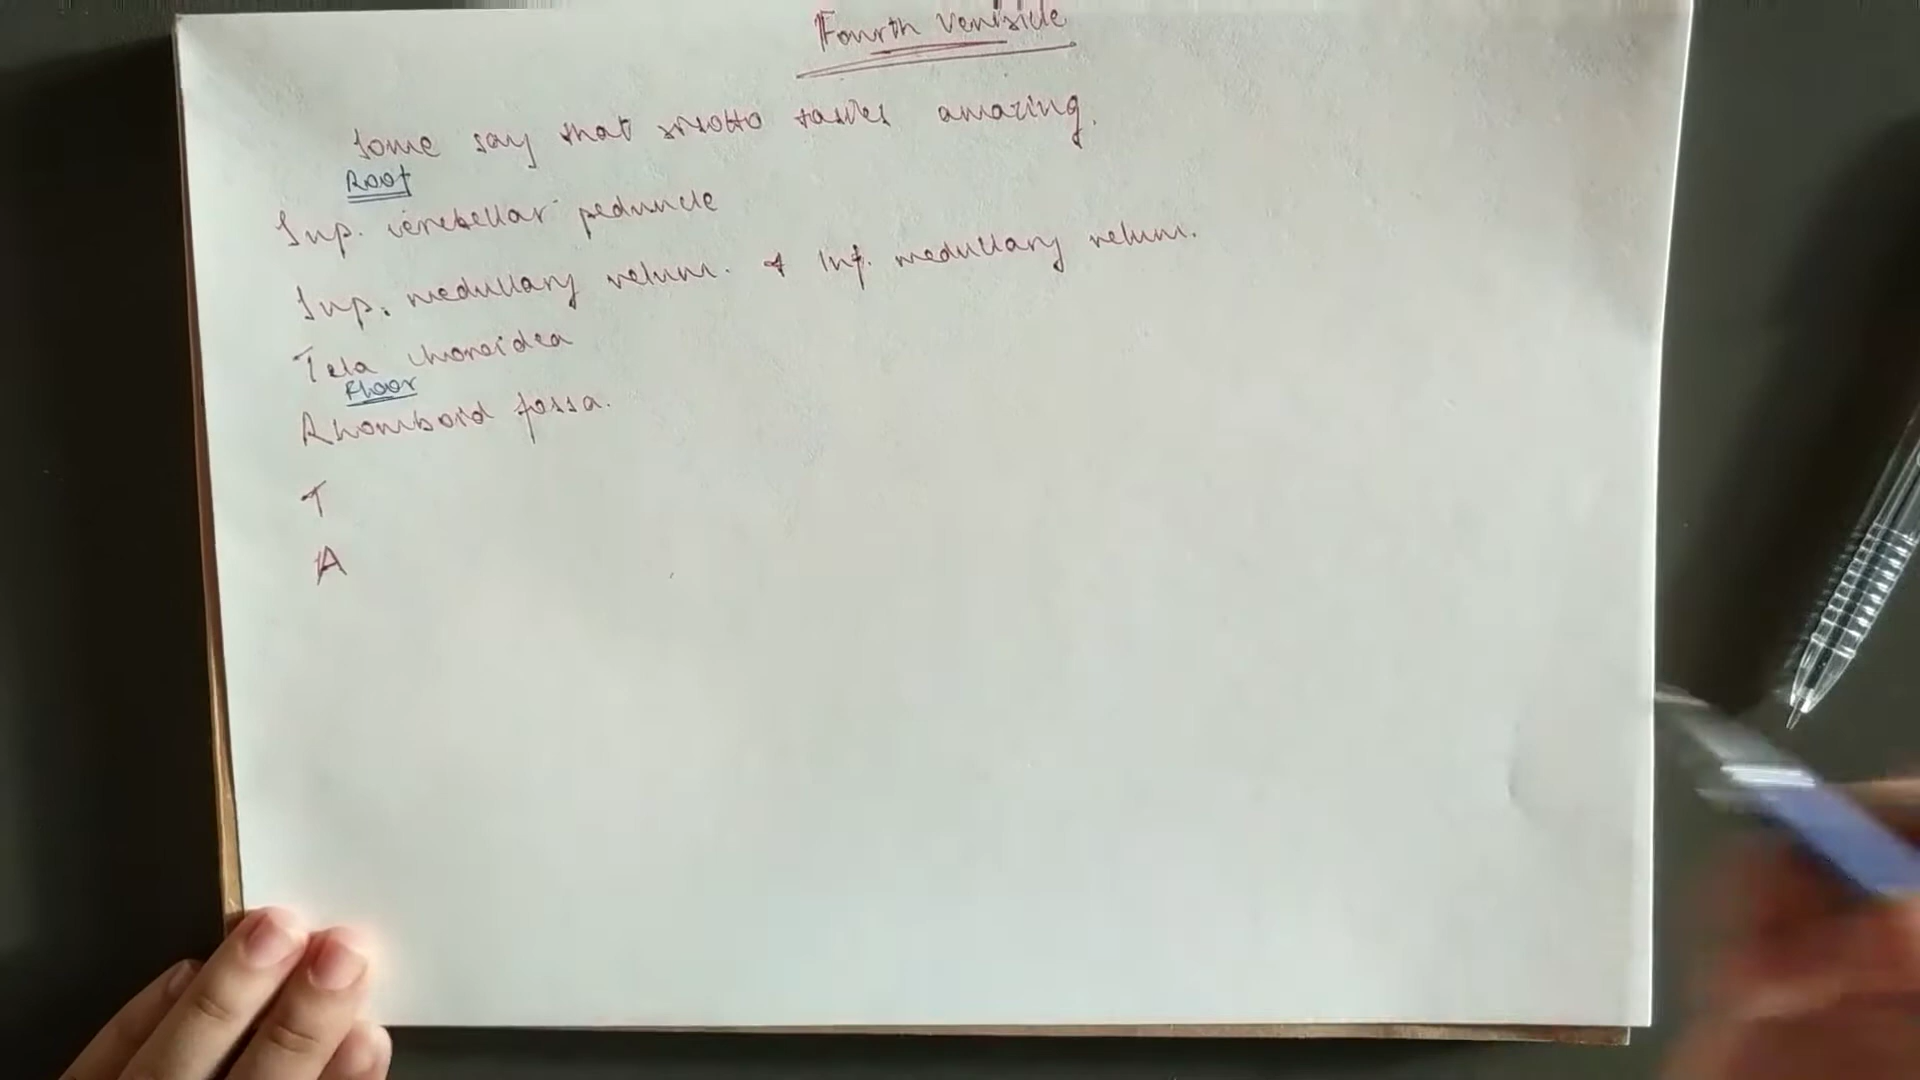 Fourth Ventricle
Some say that risotto tastes amazing.
Roof
Sup. cerebellar peduncle
Sup. medullary velum. & Inf. medullary velum.
Tela choroidea
Floor
Rhomboid fossa.
T
A